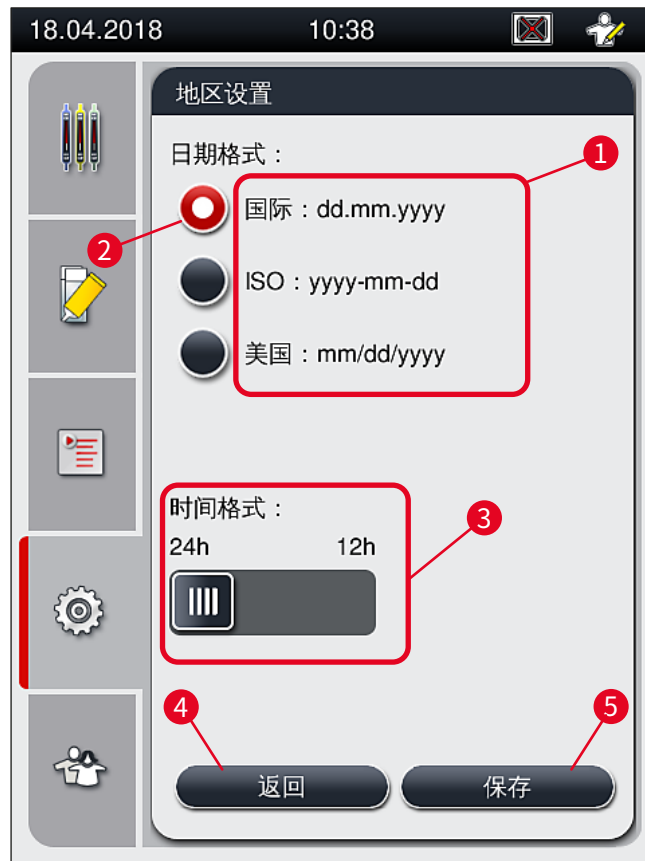 18.04.2018 10:38
地区设置
日期格式：
1
国际：dd.mm.yyyy
2
ISO：yyyy-mm-dd
美国：mm/dd/yyyy
时间格式：
3
24h 12h
4
5
返回 保存